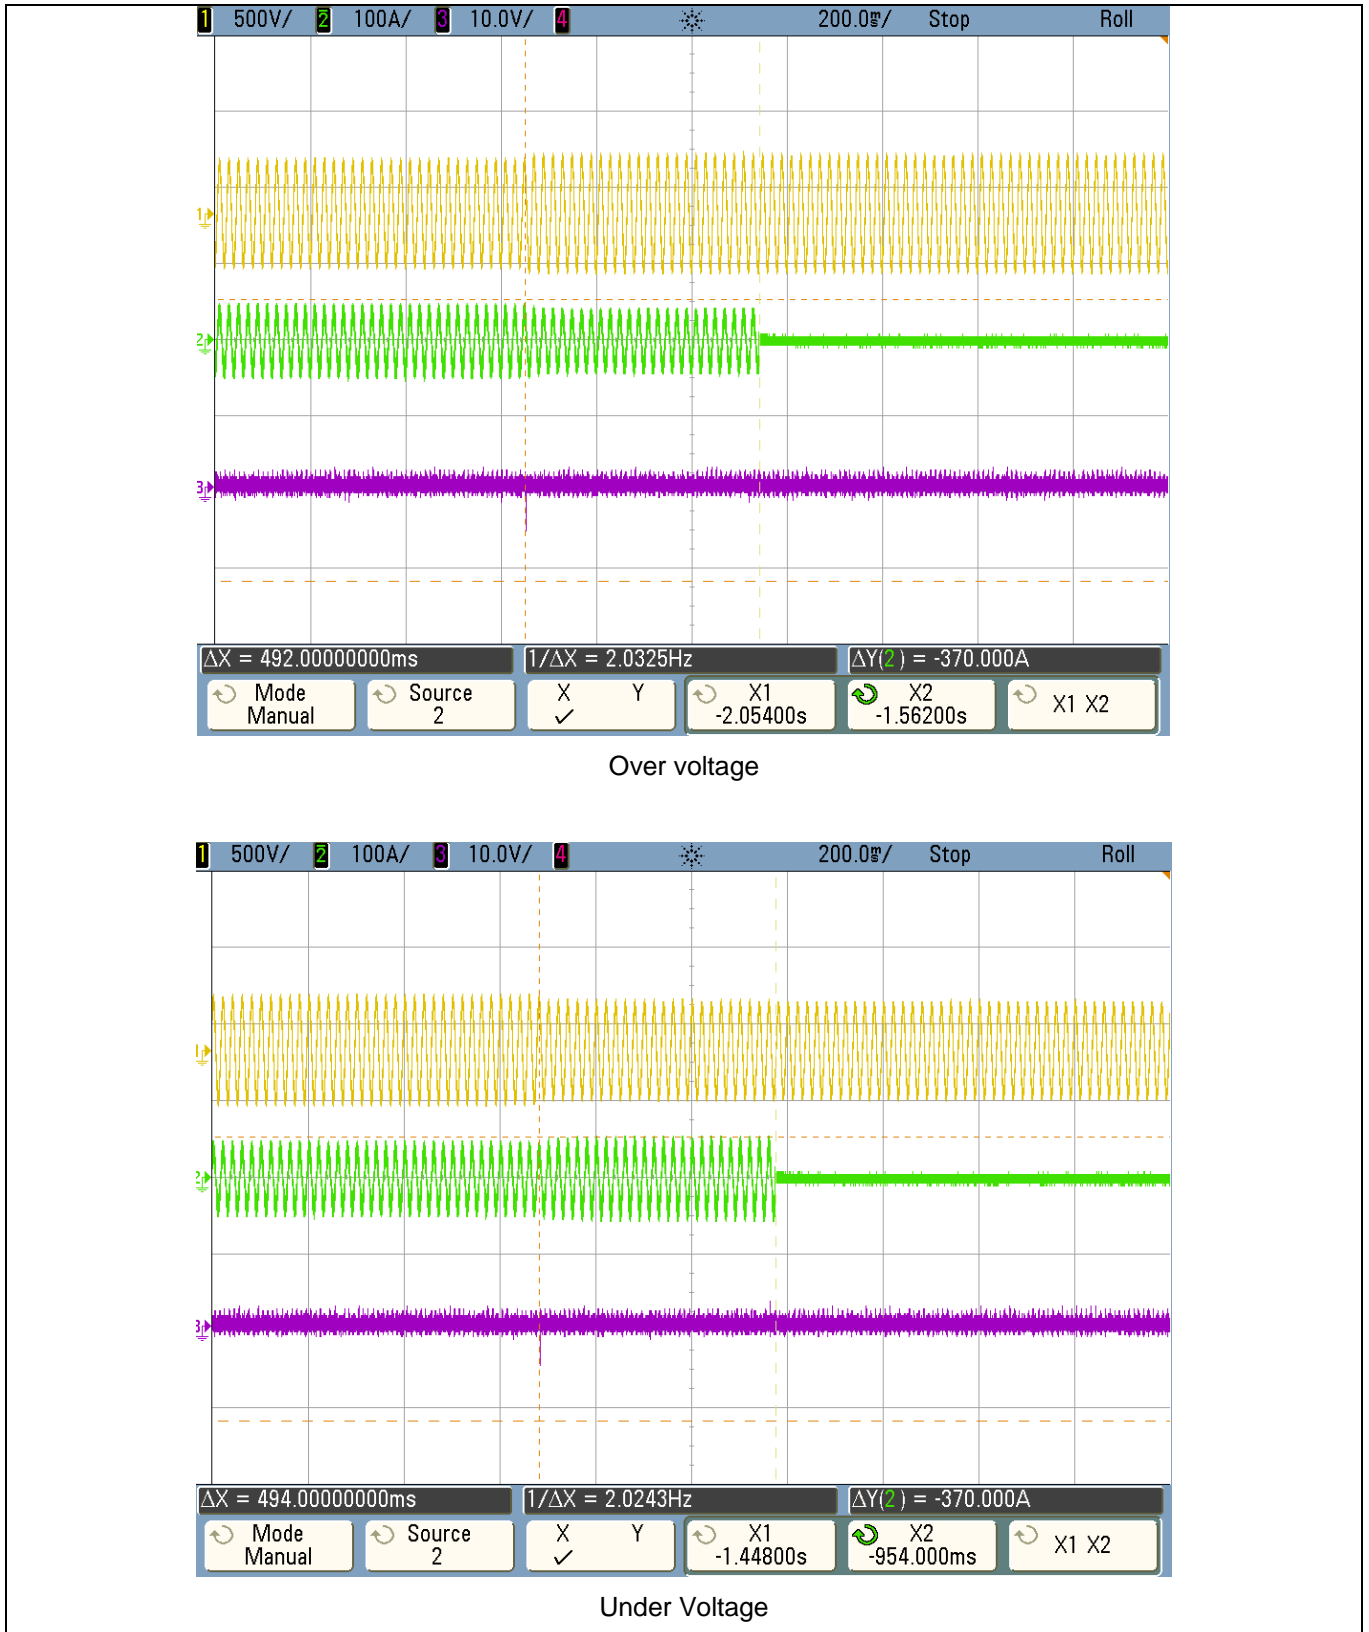 1 500V/ 2 100A/ 3 10.0V/ 4 200.0ms/ Stop Roll
1
2
3
ΔX = 492.00000000ms 1/ΔX = 2.0325Hz ΔY(2) = -370.000A
Mode Source X Y X1 X2 X1 X2
Manual 2 ✓ -2.05400s -1.56200s
Over voltage
1 500V/ 2 100A/ 3 10.0V/ 4 200.0ms/ Stop Roll
1
2
3
ΔX = 494.00000000ms 1/ΔX = 2.0243Hz ΔY(2) = -370.000A
Mode Source X Y X1 X2 X1 X2
Manual 2 ✓ -1.44800s -954.000ms
Under Voltage